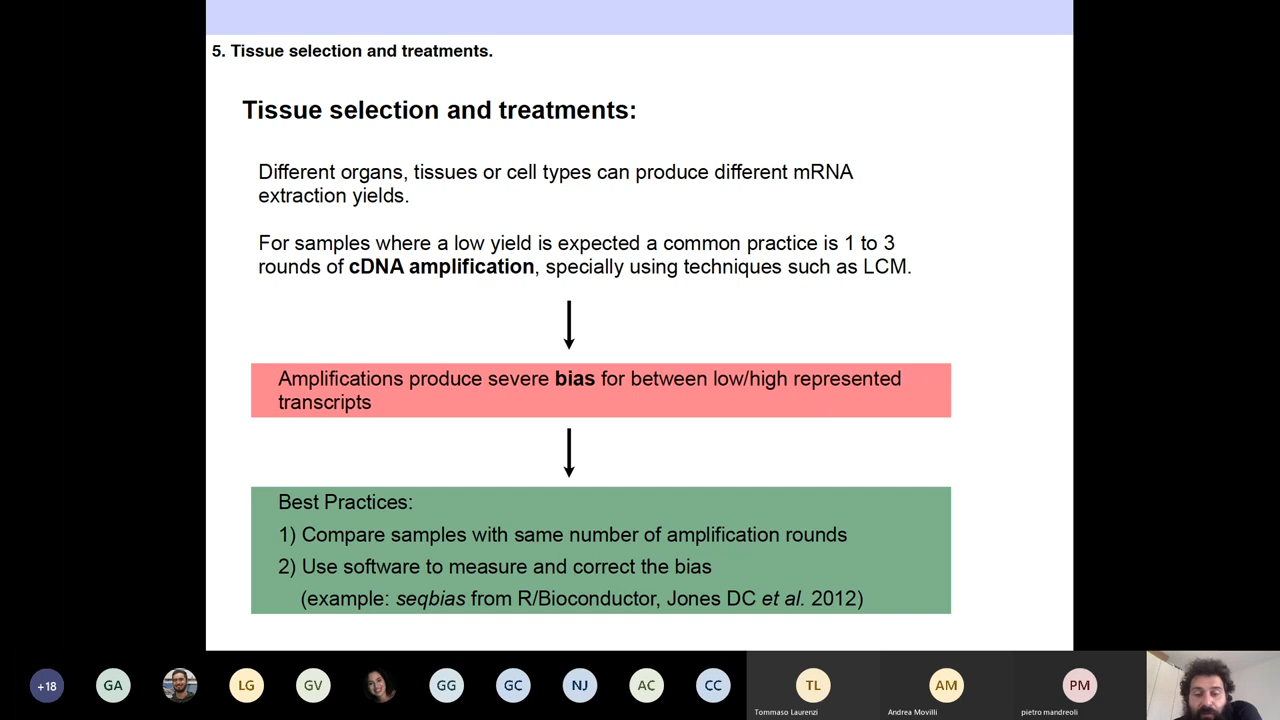 5. Tissue selection and treatments.
Tissue selection and treatments:
Different organs, tissues or cell types can produce different mRNA
extraction yields.
For samples where a low yield is expected a common practice is 1 to 3
rounds of cDNA amplification, specially using techniques such as LCM.
Amplifications produce severe bias for between low/high represented
transcripts
Best Practices:
1) Compare samples with same number of amplification rounds
2) Use software to measure and correct the bias
(example: seqbias from R/Bioconductor, Jones DC et al. 2012)
+18
GA
LG
GV
GG
GC
NJ
AC
CC
TL
AM
PM
Tommaso Laurenzi
Andrea Movilli
pietro mandreoli